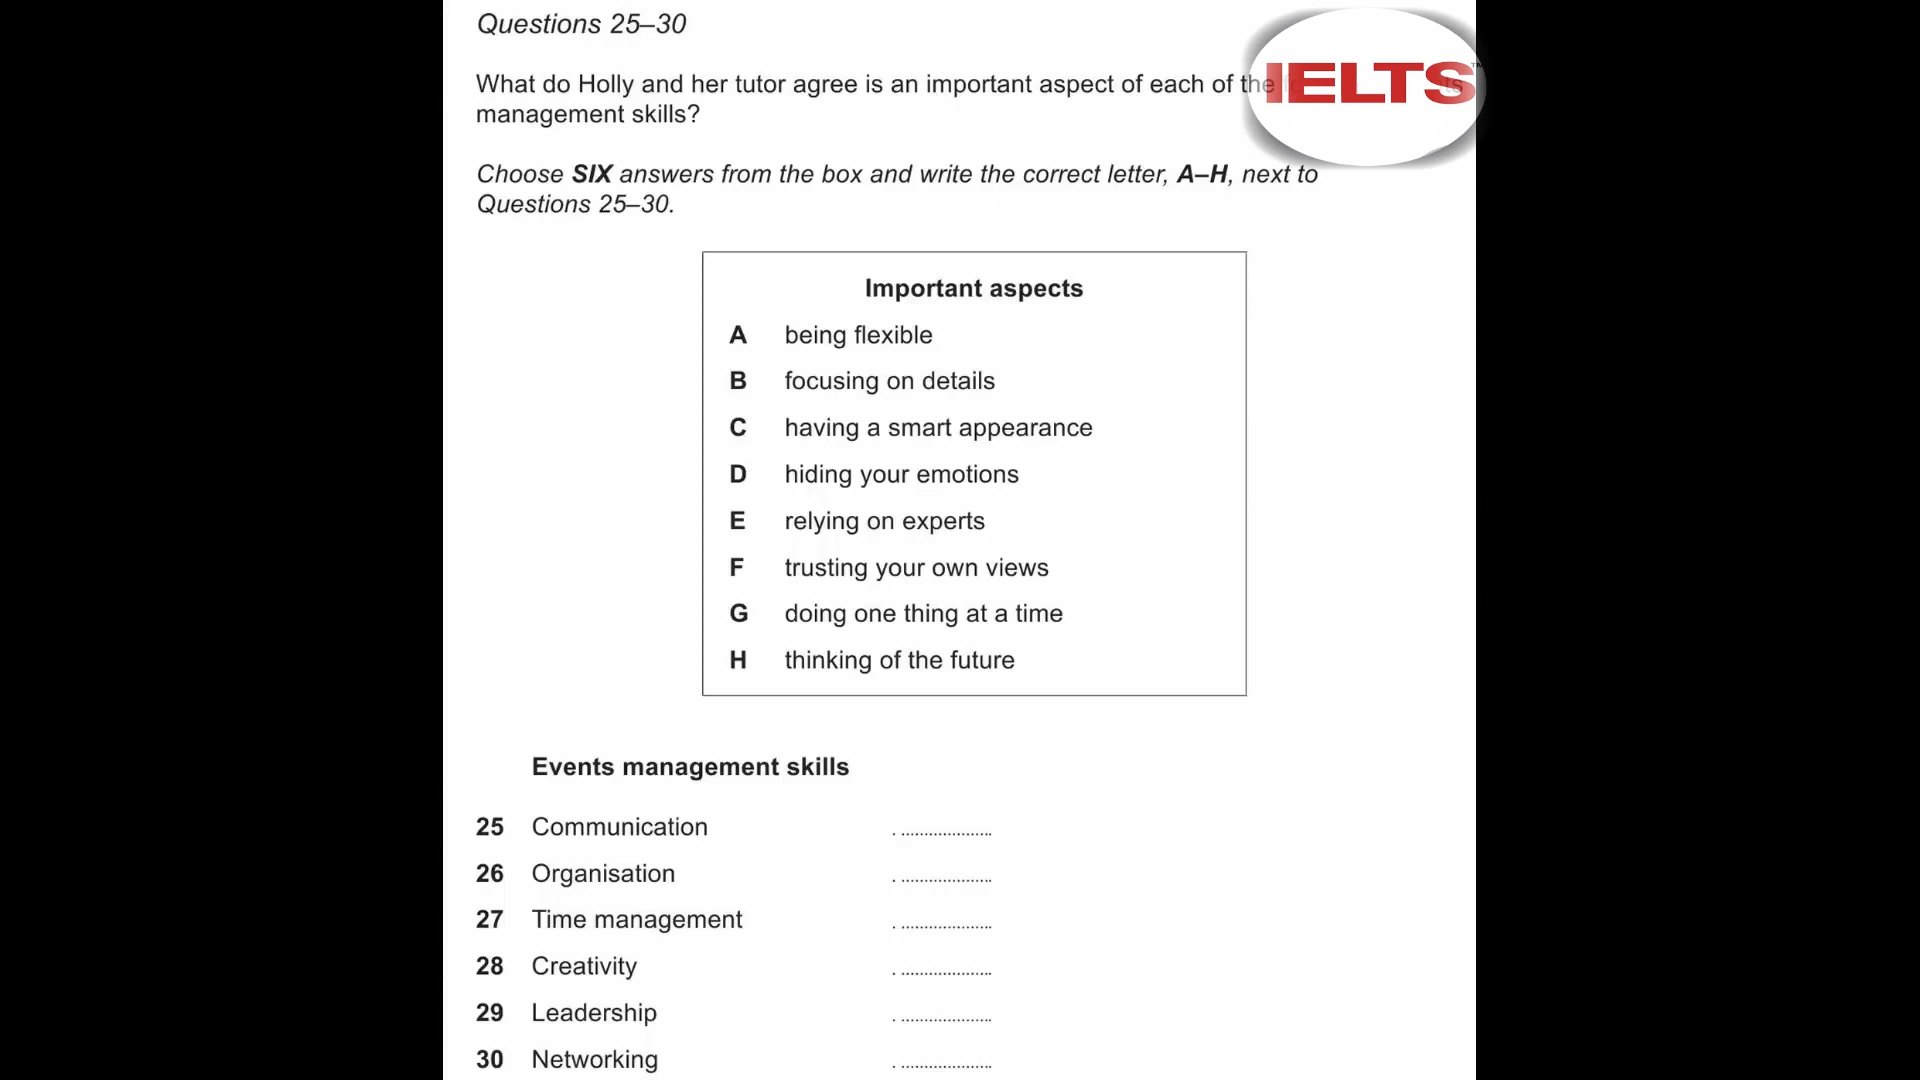 Questions 25–30
What do Holly and her tutor agree is an important aspect of each of the
management skills?
IELTS
Choose SIX answers from the box and write the correct letter, A–H, next to
Questions 25–30.
Important aspects
A being flexible
B focusing on details
C having a smart appearance
D hiding your emotions
E relying on experts
F trusting your own views
G doing one thing at a time
H thinking of the future
Events management skills
25 Communication . ....................
26 Organisation . ....................
27 Time management . ....................
28 Creativity . ....................
29 Leadership . ....................
30 Networking . ....................